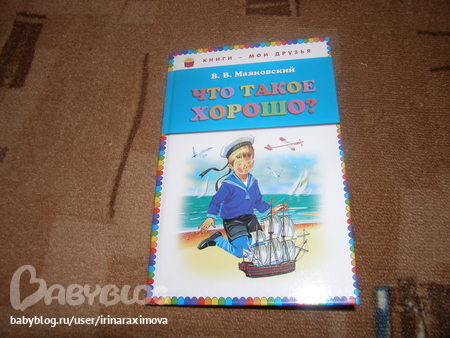 КНИГИ – МОИ ДРУЗЬЯ
В. В. Маяковский
ЧТО ТАКОЕ
ХОРОШО?
BABYBLOG
babyblog.ru/user/irinaraximova